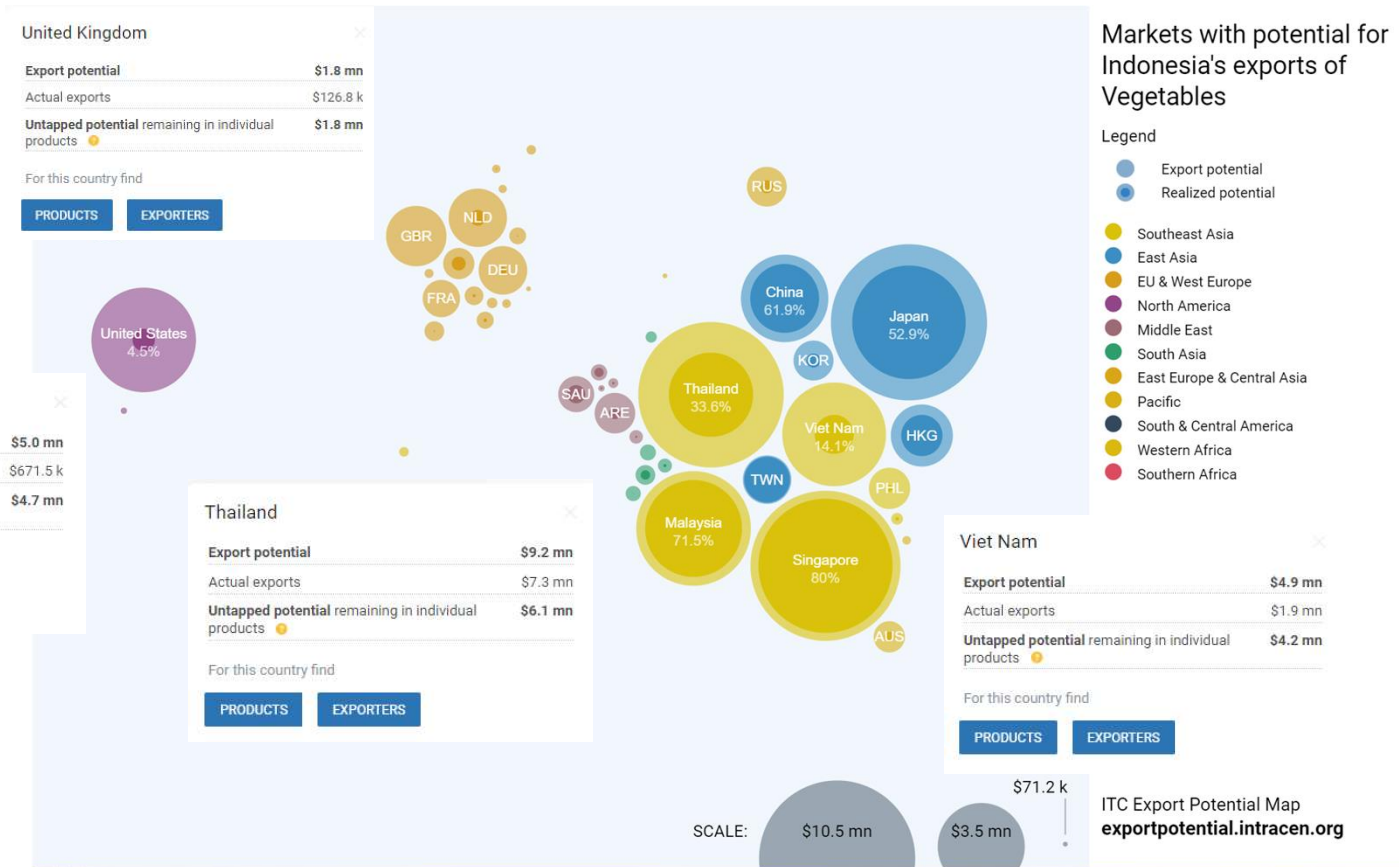 United Kingdom
Export potential $1.8 mn
Actual exports $126.8 k
Untapped potential remaining in individual $1.8 mn
products ?
For this country find
PRODUCTS EXPORTERS
Markets with potential for
Indonesia's exports of
Vegetables
Legend
Export potential
Realized potential
Southeast Asia
East Asia
EU & West Europe
North America
Middle East
South Asia
East Europe & Central Asia
Pacific
South & Central America
Western Africa
Southern Africa
RUS
NLD
GBR
DEU
FRA
United States
4.5%
China
61.9%
Japan
52.9%
KOR
Thailand
33.6%
SAU
ARE
Viet Nam
14.1%
HKG
TWN
PHL
Malaysia
71.5%
Singapore
80%
AUS
$5.0 mn
$671.5 k
$4.7 mn
Thailand
Export potential $9.2 mn
Actual exports $7.3 mn
Untapped potential remaining in individual $6.1 mn
products ?
For this country find
PRODUCTS EXPORTERS
Viet Nam
Export potential $4.9 mn
Actual exports $1.9 mn
Untapped potential remaining in individual $4.2 mn
products ?
For this country find
PRODUCTS EXPORTERS
SCALE: $10.5 mn $3.5 mn $71.2 k
ITC Export Potential Map
exportpotential.intracen.org